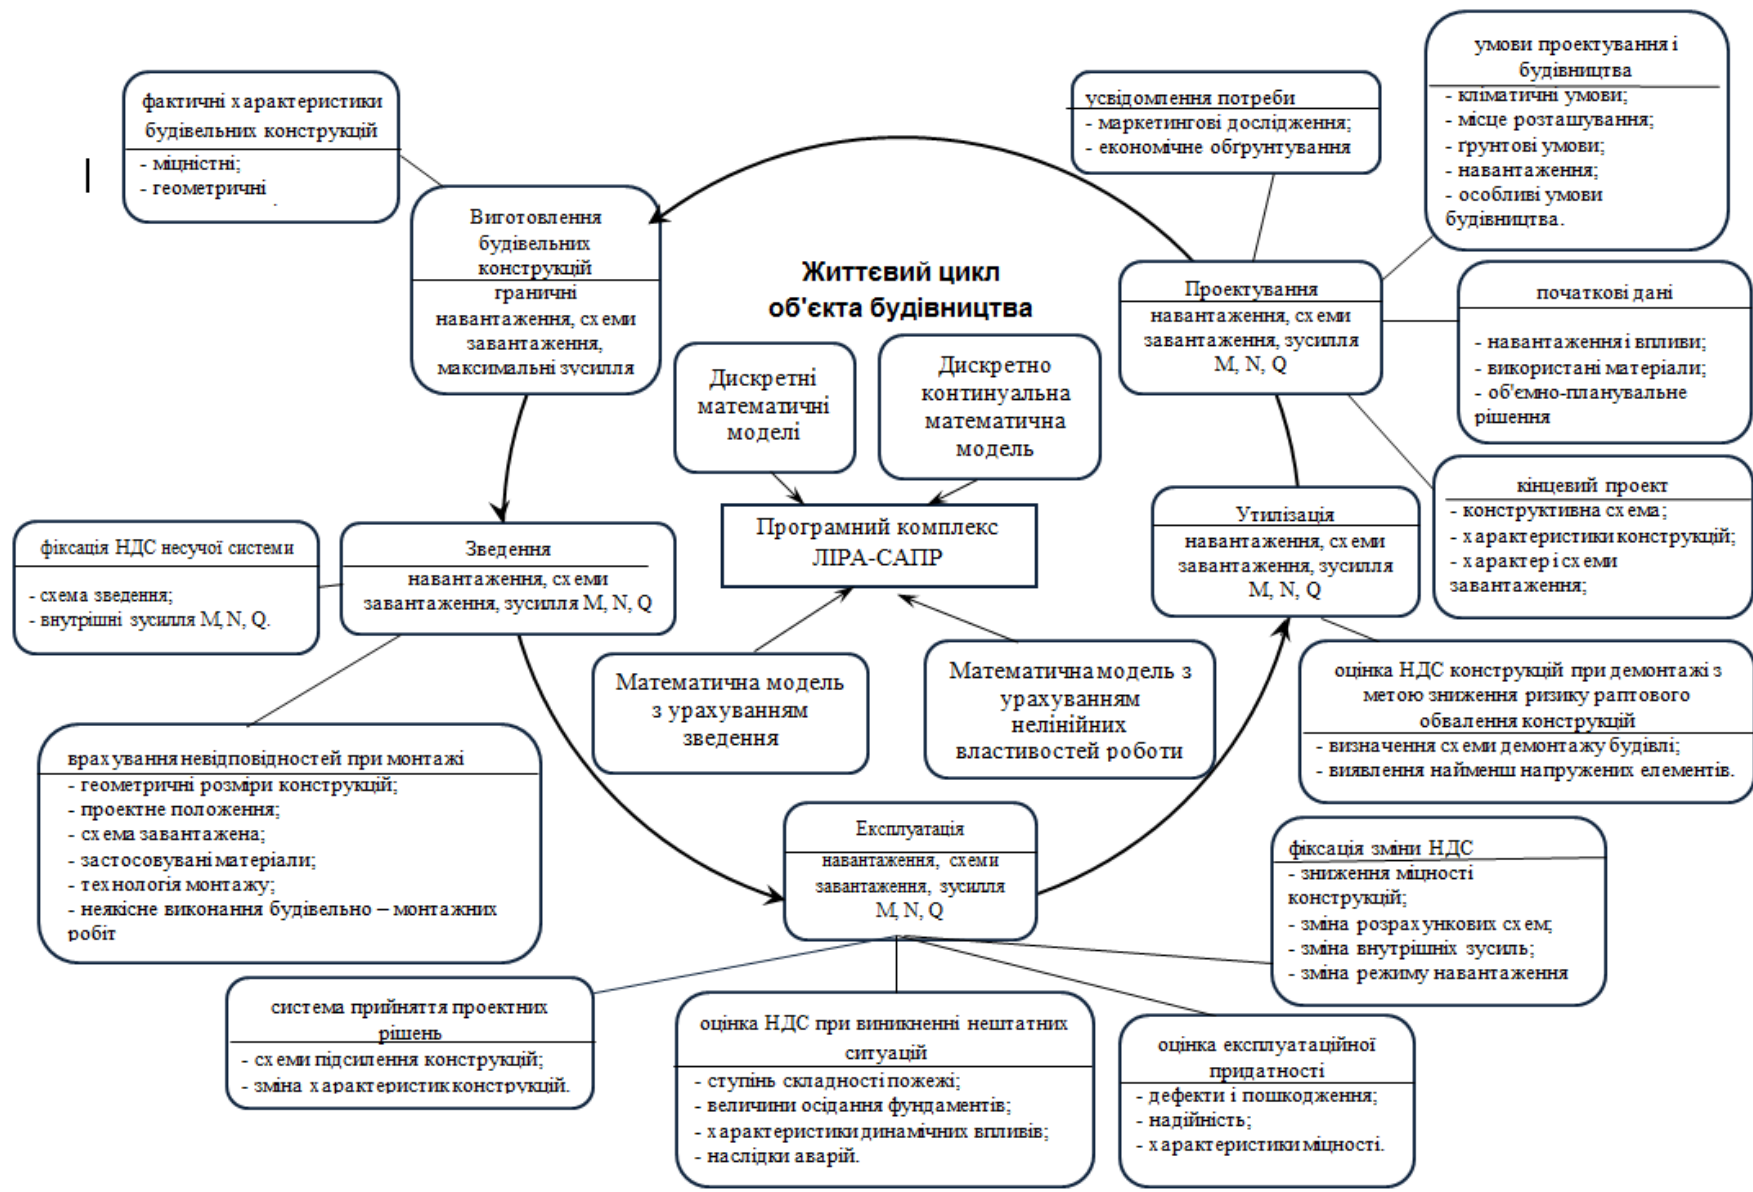 фактичні характеристики
будівельних конструкцій
- міцністні;
- геометричні
усвідомлення потреби
- маркетингові дослідження;
- економічне обґрунтування
умови проектування і
будівництва
- кліматичні умови;
- місце розташування;
- ґрунтові умови;
- навантаження;
- особливі умови
будівництва.
Виготовлення
будівельних
конструкцій
граничні
навантаження, схеми
завантаження,
максимальні зусилля
Життєвий цикл
об'єкта будівництва
Проектування
навантаження, схеми
завантаження, зусилля
M, N, Q
початкові дані
- навантаження і впливи;
- використані матеріали;
- об'ємно-планувальне
рішення
Дискретні
математичні
моделі
Дискретно
континуальна
математична
модель
кінцевий проект
- конструктивна схема;
- характеристики конструкцій;
- характер і схеми
завантаження;
Програмний комплекс
ЛІРА-САПР
Утилізація
навантаження, схеми
завантаження, зусилля
M, N, Q
фіксація НДС несучої системи
- схема зведення;
- внутрішні зусилля M, N, Q.
Зведення
навантаження, схеми
завантаження, зусилля M, N, Q
Математична модель
з урахуванням
зведення
Математична модель з
урахуванням
нелінійних
властивостей роботи
оцінка НДС конструкцій при демонтажі з
метою зниження ризику раптового
обвалення конструкцій
- визначення схеми демонтажу будівлі;
- виявлення найменш напружених елементів.
врахування невідповідностей при монтажі
- геометричні розміри конструкцій;
- проектне положення;
- схема завантажена;
- застосовувані матеріали;
- технологія монтажу;
- неякісне виконання будівельно – монтажних
робіт
Експлуатація
навантаження, схеми
завантаження, зусилля
M, N, Q
фіксація зміни НДС
- зниження міцності
конструкцій;
- зміна розрахункових схем;
- зміна внутрішніх зусиль;
- зміна режиму навантаження
система прийняття проектних
рішень
- схеми підсилення конструкцій;
- зміна характеристик конструкцій.
оцінка НДС при виникненні нештатних
ситуацій
- ступінь складності пожежі;
- величини осідання фундаментів;
- характеристики динамічних впливів;
- наслідки аварій.
оцінка експлуатаційної
придатності
- дефекти і пошкодження;
- надійність;
- характеристики міцності.